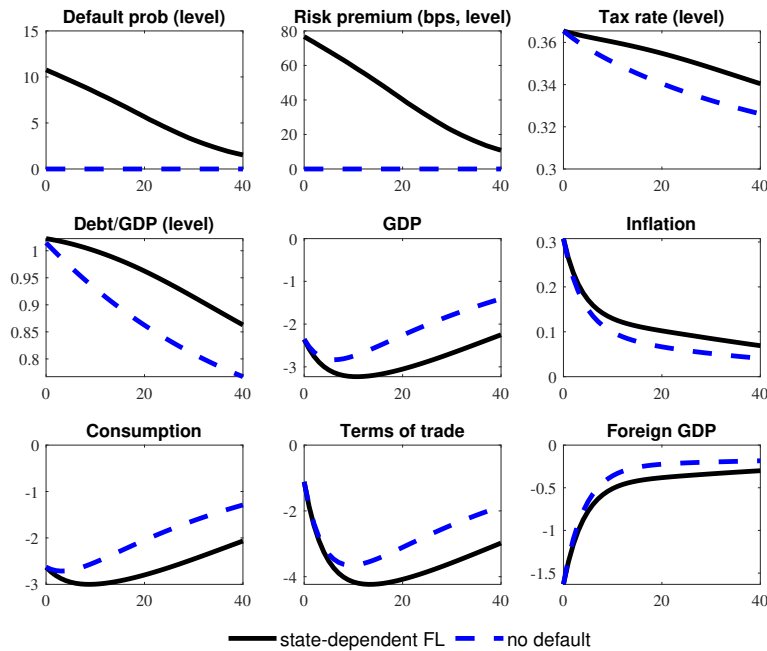 Default prob (level) Risk premium (bps, level) Tax rate (level)
15 80 0.36
10 60 0.34
5 40 0.32
20
0 0 0.3
0 20 40 0 20 40 0 20 40
Debt/GDP (level) GDP Inflation
1 0 0.3
0.95 -1 0.2
0.9 -2 0.1
0.85 -3 0
0.8
0 20 40 0 20 40 0 20 40
Consumption Terms of trade Foreign GDP
0 0 0
-1 -2 -0.5
-2 -4 -1
-3 -1.5
0 20 40 0 20 40 0 20 40
state-dependent FL no default